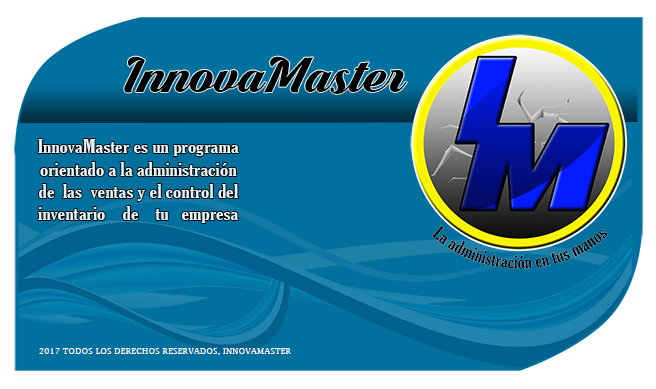 InnovaMaster
InnovaMaster es un programa
orientado a la administración
de las ventas y el control del
inventario de tu empresa
IM
La administración en tus manos
2017 TODOS LOS DERECHOS RESERVADOS, INNOVAMASTER